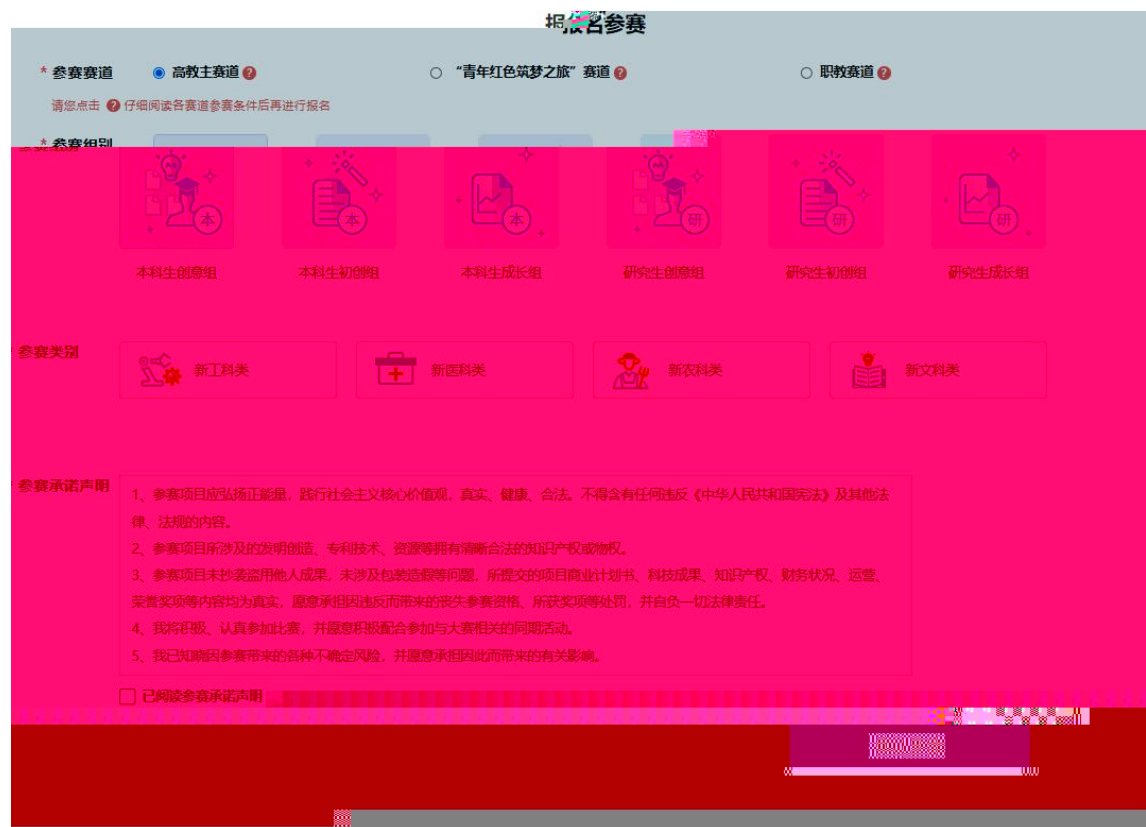 报名参赛
* 参赛赛道 高教主赛道 ? “青年红色筑梦之旅”赛道 ? 职教赛道 ?
请您点击 ? 仔细阅读各赛道参赛条件后再进行报名
* 参赛组别
本 本 本 研 研 研
本科生创意组 本科生初创组 本科生成长组 研究生创意组 研究生初创组 研究生成长组
参赛类别 新工科类 新医科类 新农科类 新文科类
参赛承诺声明
1、参赛项目应弘扬正能量，践行社会主义核心价值观，真实、健康、合法。不得含有任何违反《中华人民共和国宪法》及其他法
律、法规的内容。
2、参赛项目所涉及的发明创造、专利技术、资源等拥有清晰合法的知识产权或物权。
3、参赛项目未抄袭盗用他人成果，未涉及包装造假等问题，所提交的项目商业计划书、科技成果、知识产权、财务状况、运营、
荣誉奖项等内容均为真实，愿意承担因违反而带来的丧失参赛资格、所获奖项等处罚，并自负一切法律责任。
4、我将积极、认真参加比赛，并愿意积极配合参加与大赛相关的同期活动。
5、我已知晓因参赛带来的各种不确定风险，并愿意承担因此而带来的有关影响。
已阅读参赛承诺声明